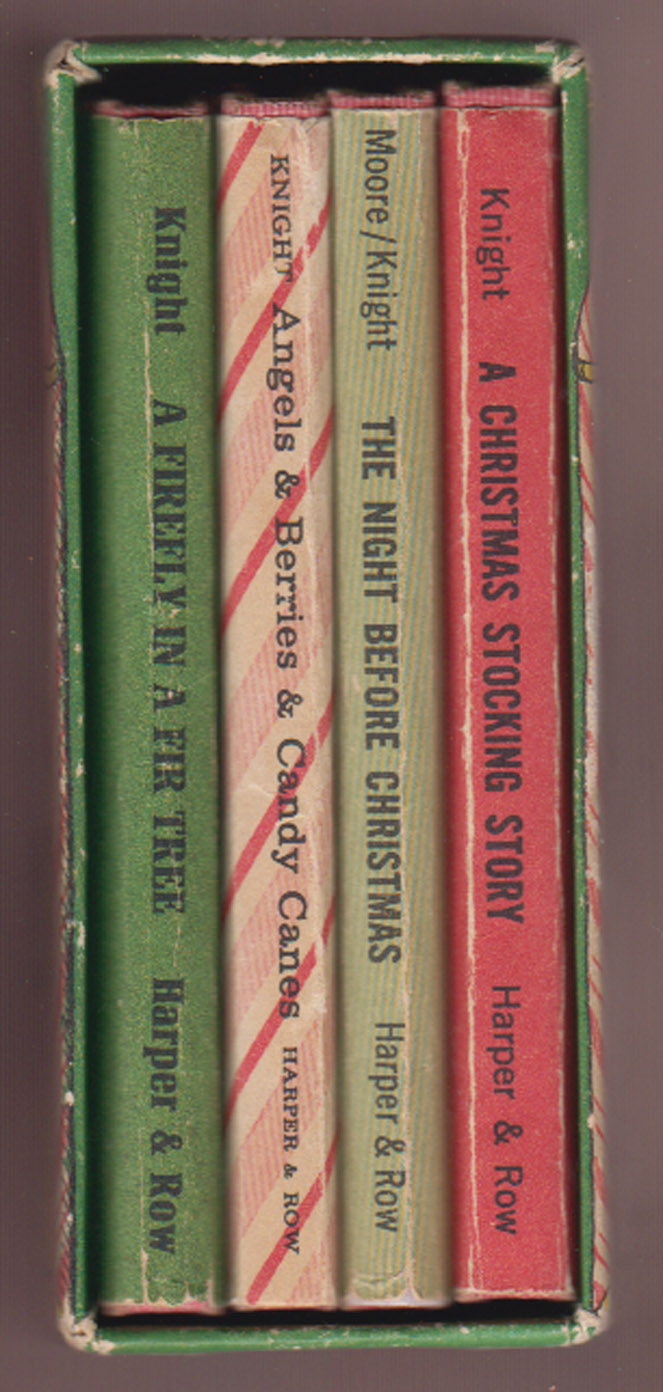 Knight A FIREFLY IN A FIR TREE Harper & Row
KNIGHT Angels & Berries & Candy Canes HARPER & ROW
Moore/Knight THE NIGHT BEFORE CHRISTMAS Harper & Row
Knight A CHRISTMAS STOCKING STORY Harper & Row